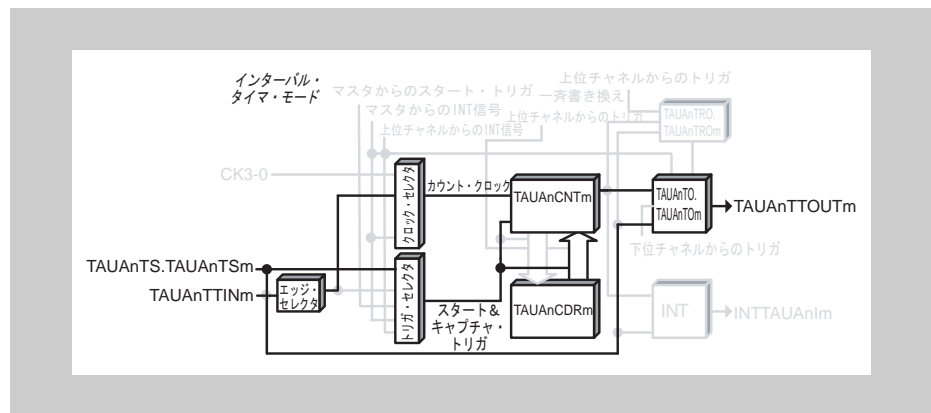 インターバル・
タイマ・モード
上位チャネルからのトリガ
マスタからのスタート・トリガ
一斉書き換え
マスタからのINT信号
上位チャネルからのトリガ
上位チャネルからのINT信号
TAUAnTRO.
TAUAnTROm
CK3-0
クロック・セレクタ
カウント・クロック
TAUAnCNTm
TAUAnTO.
TAUAnTOm
TAUAnTTOUTm
下位チャネルからのトリガ
TAUAnTS.TAUAnTSm
TAUAnTTINm
エッジ・
セレクタ
トリガ・セレクタ
スタート&
キャプチャ・
トリガ
TAUAnCDRm
INT
INTTAUAnIm